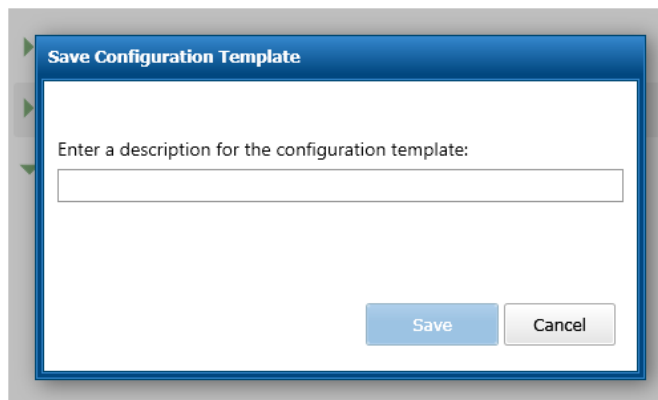 Save Configuration Template
Enter a description for the configuration template:
Save
Cancel